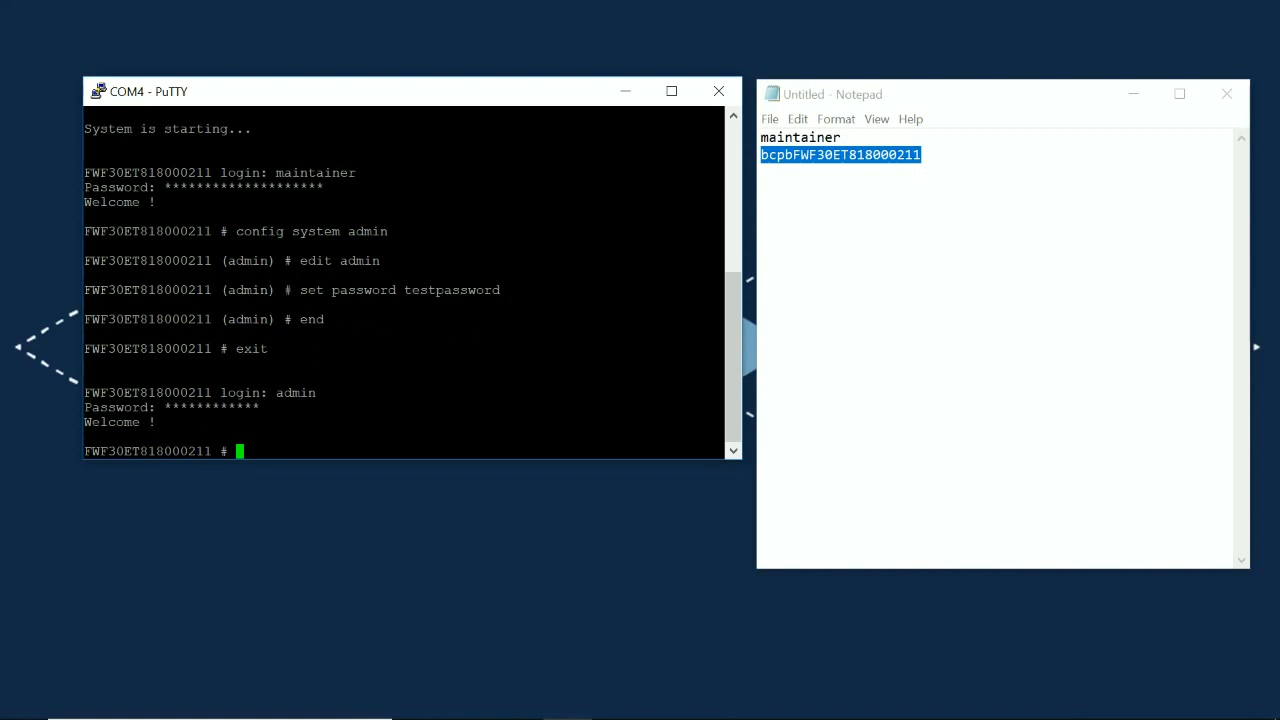 COM4 - PuTTY
System is starting...
FWF30ET818000211 login: maintainer
Password: ********************
Welcome !
FWF30ET818000211 # config system admin
FWF30ET818000211 (admin) # edit admin
FWF30ET818000211 (admin) # set password testpassword
FWF30ET818000211 (admin) # end
FWF30ET818000211 # exit
FWF30ET818000211 login: admin
Password: ************
Welcome !
FWF30ET818000211 #
Untitled - Notepad
File Edit Format View Help
maintainer
bcpbFWF30ET818000211